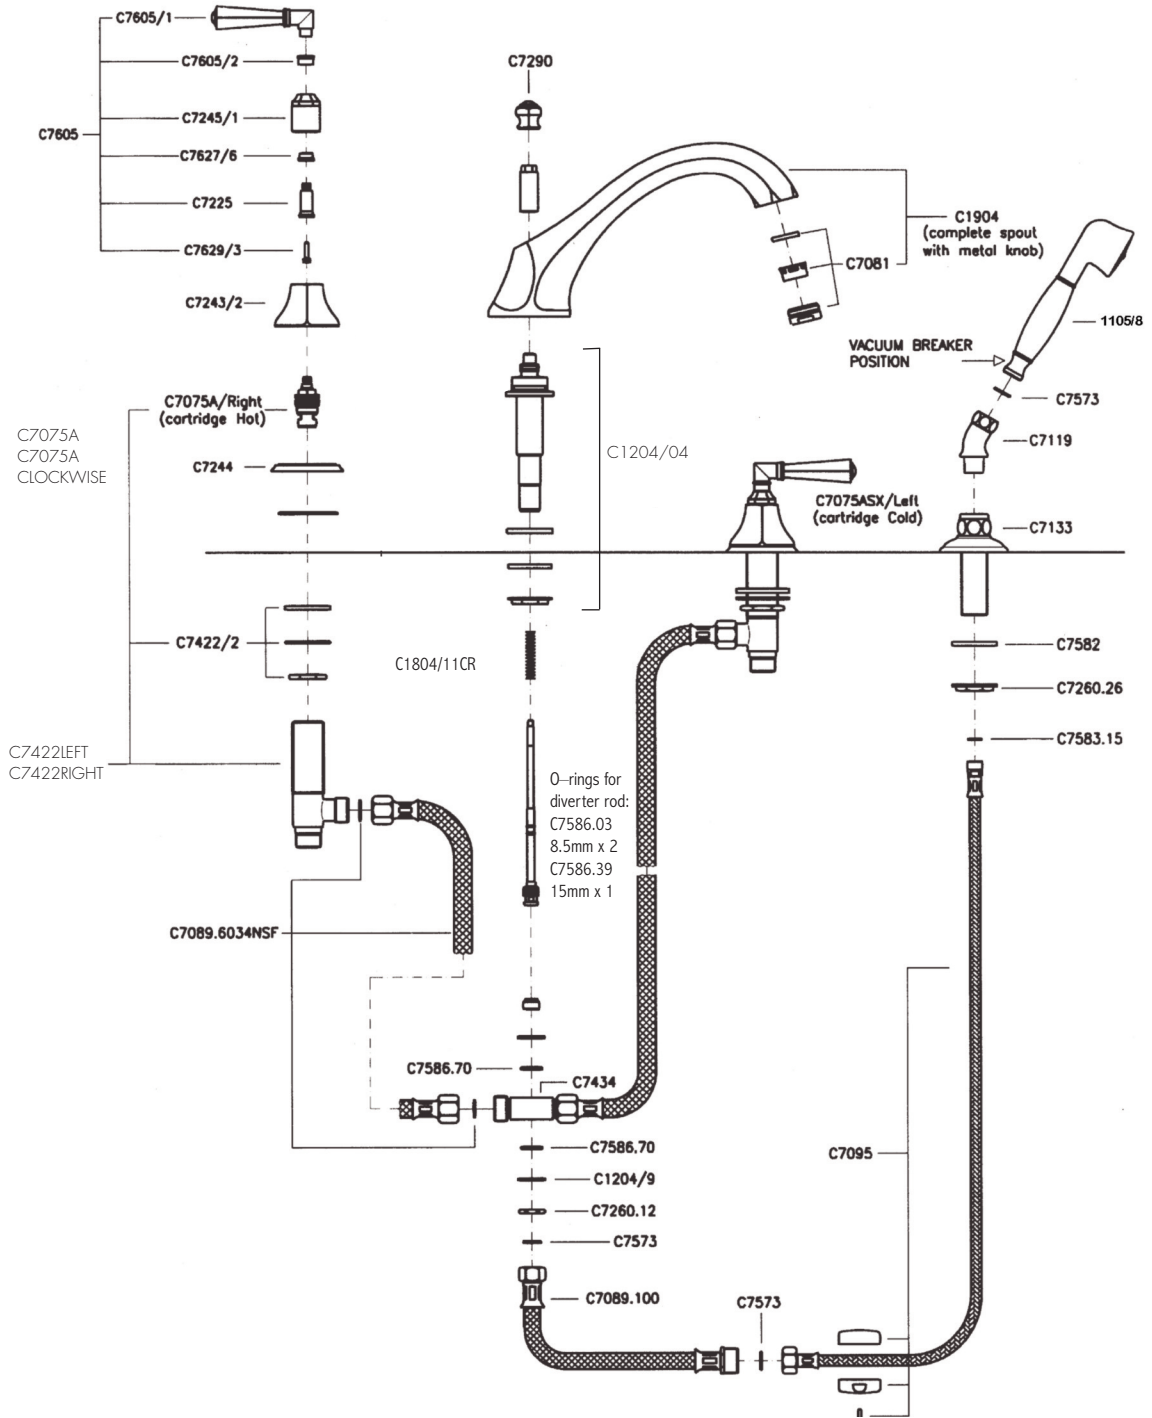 C7605/1
C7605/2
C7245/1
C7605
C7627/6
C7225
C7629/3
C7243/2
C7290
C1904
(complete spout
with metal knob)
C7081
1105/8
VACUUM BREAKER
POSITION
C7573
C7119
C7075A/Right
(cartridge Hot)
C7075A
C7075A
CLOCKWISE
C7244
C1204/04
C7075ASX/Left
(cartridge Cold)
C7133
C7422/2
C1804/11CR
C7582
C7260.26
C7583.15
C7422LEFT
C7422RIGHT
O–rings for
diverter rod:
C7586.03
8.5mm x 2
C7586.39
15mm x 1
C7089.6034NSF
C7586.70
C7434
C7586.70
C1204/9
C7260.12
C7573
C7095
C7089.100
C7573